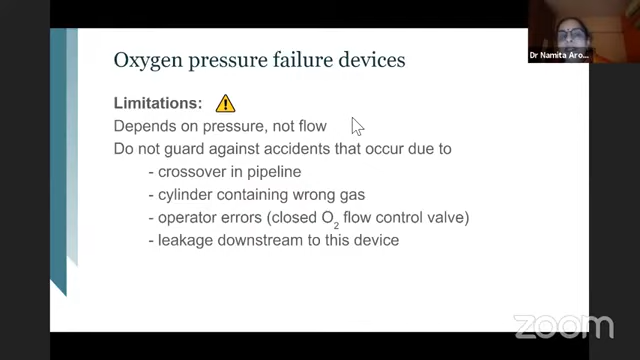 Oxygen pressure failure devices
Limitations:
Depends on pressure, not flow
Do not guard against accidents that occur due to
- crossover in pipeline
- cylinder containing wrong gas
- operator errors (closed O2 flow control valve)
- leakage downstream to this device
Dr Namita Aro...
zoom